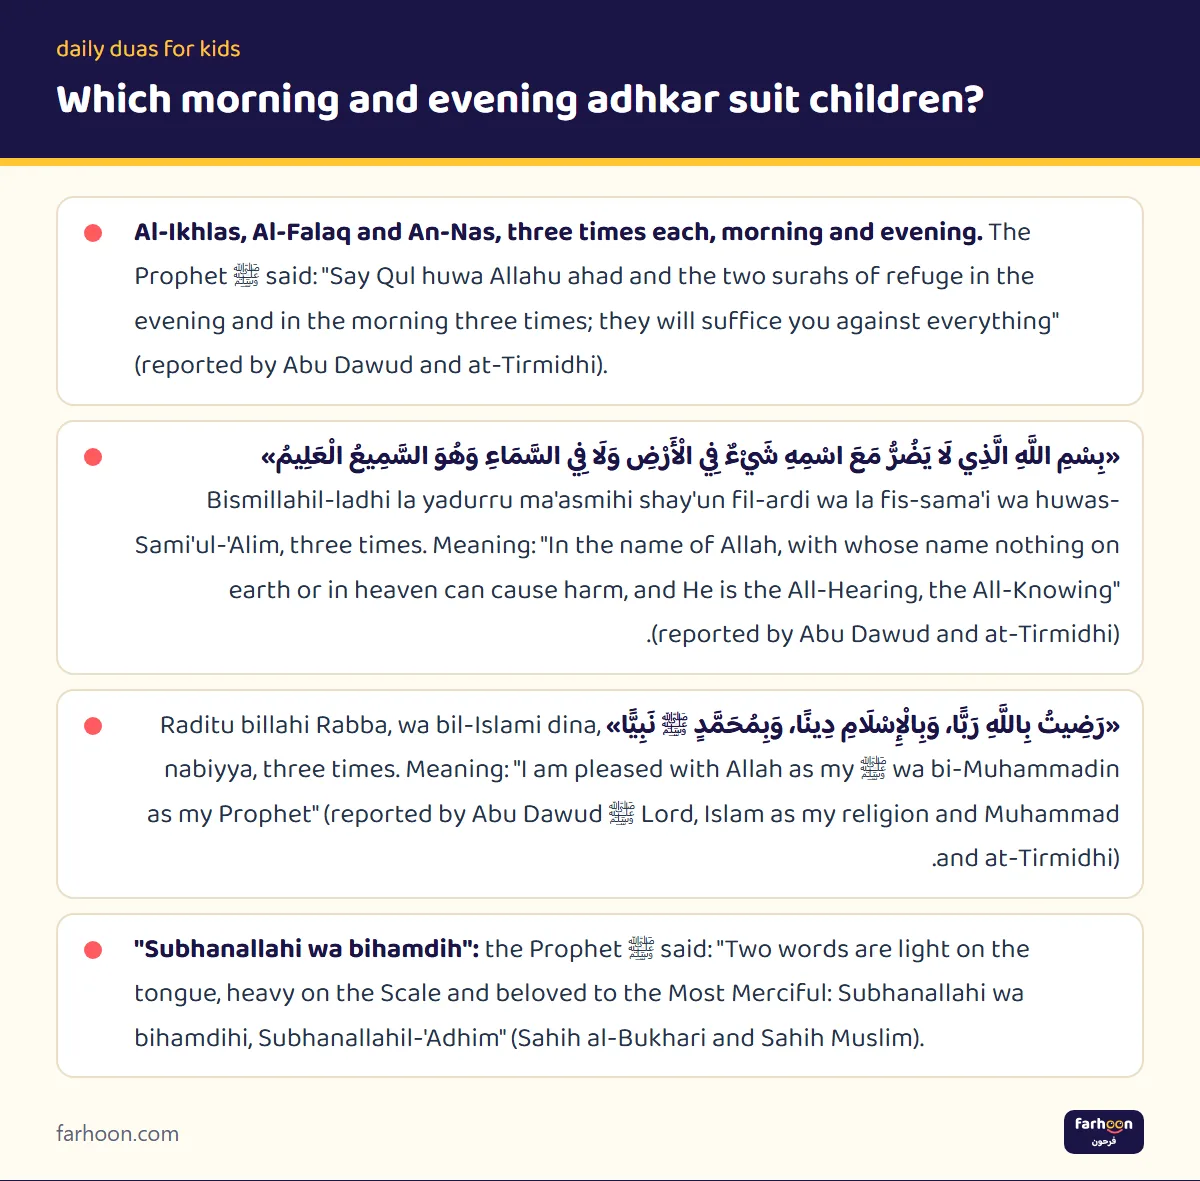 daily duas for kids
Which morning and evening adhkar suit children?
Al-Ikhlas, Al-Falaq and An-Nas, three times each, morning and evening. The
Prophet ﷺ said: "Say Qul huwa Allahu ahad and the two surahs of refuge in the
evening and in the morning three times; they will suffice you against everything"
(reported by Abu Dawud and at-Tirmidhi).
«بِسْمِ اللَّهِ الَّذِي لَا يَضُرُّ مَعَ اسْمِهِ شَيْءٌ فِي الْأَرْضِ وَلَا فِي السَّمَاءِ وَهُوَ السَّمِيعُ الْعَلِيمُ»
Bismillahil-ladhi la yadurru ma'asmihi shay'un fil-ardi wa la fis-sama'i wa huwas-
Sami'ul-'Alim, three times. Meaning: "In the name of Allah, with whose name nothing on
earth or in heaven can cause harm, and He is the All-Hearing, the All-Knowing"
(reported by Abu Dawud and at-Tirmidhi).
«رَضِيتُ بِاللَّهِ رَبًّا، وَبِالْإِسْلَامِ دِينًا، وَبِمُحَمَّدٍ ﷺ نَبِيًّا» Raditu billahi Rabba, wa bil-Islami dina,
wa bi-Muhammadin ﷺ nabiyya, three times. Meaning: "I am pleased with Allah as my
Lord, Islam as my religion and Muhammad ﷺ as my Prophet" (reported by Abu Dawud
and at-Tirmidhi).
"Subhanallahi wa bihamdih": the Prophet ﷺ said: "Two words are light on the
tongue, heavy on the Scale and beloved to the Most Merciful: Subhanallahi wa
bihamdihi, Subhanallahil-'Adhim" (Sahih al-Bukhari and Sahih Muslim).
farhoon.com
farhoon
فرحون